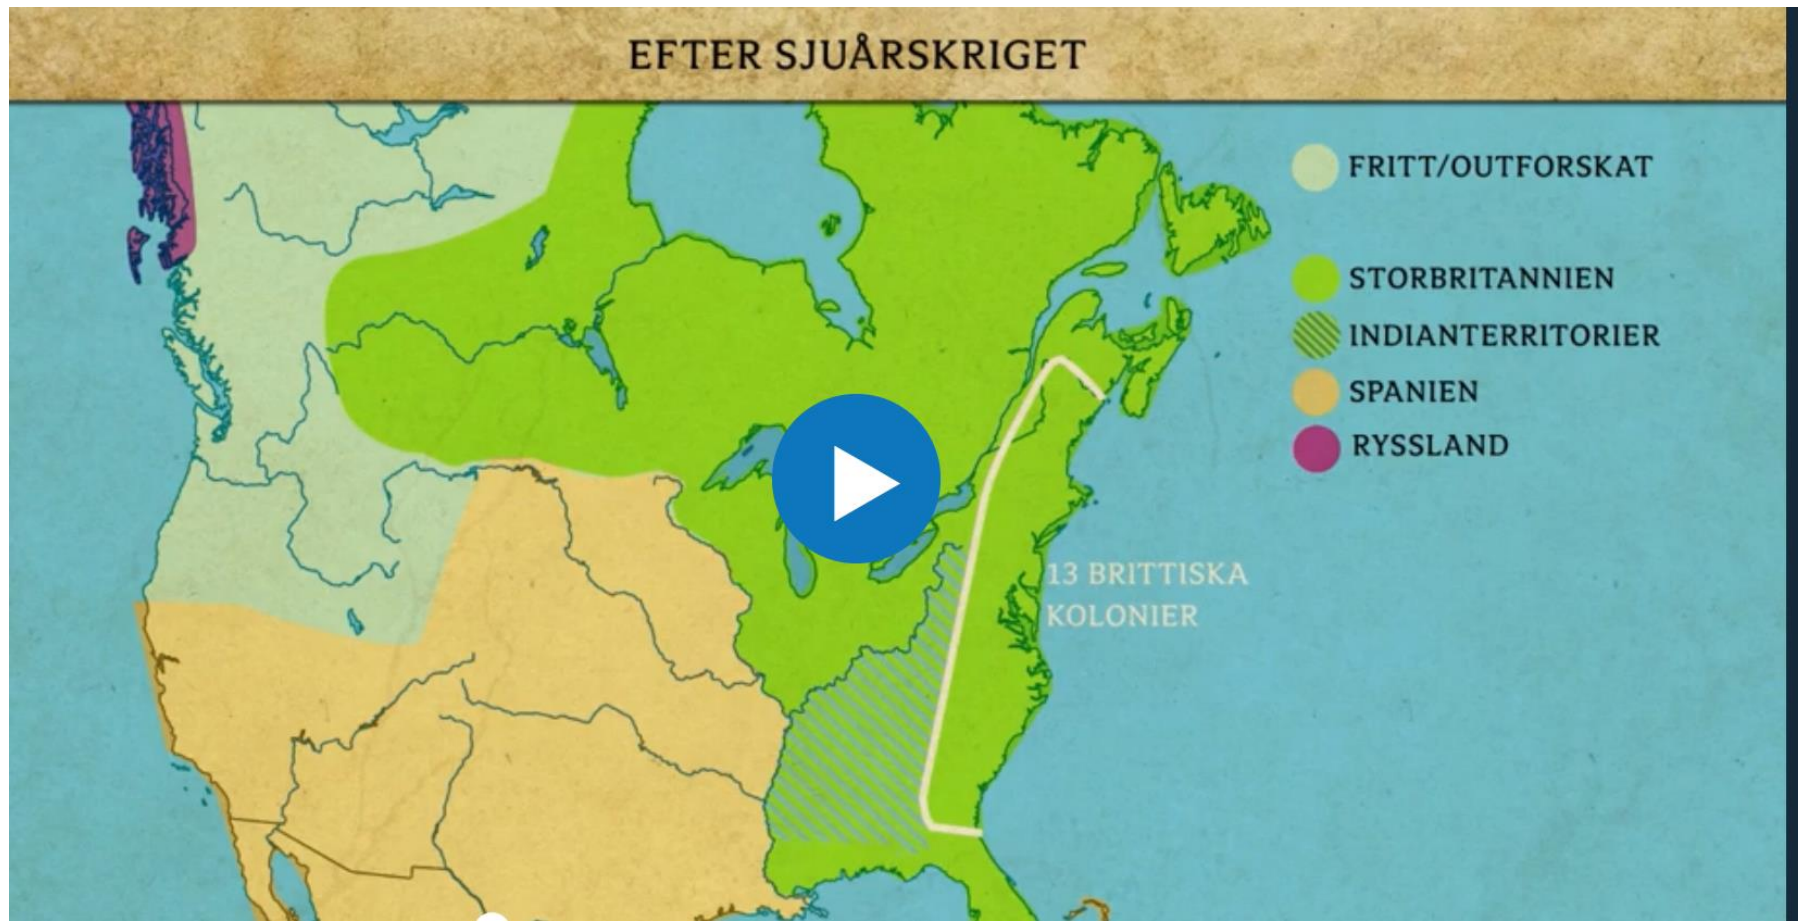 EFTER SJUÅRSKRIGET
FRITT/OUTFORSKAT
STORBRITANNIEN
INDIANTERRITORIER
SPANIEN
RYSSLAND
13 BRITTISKA
KOLONIER